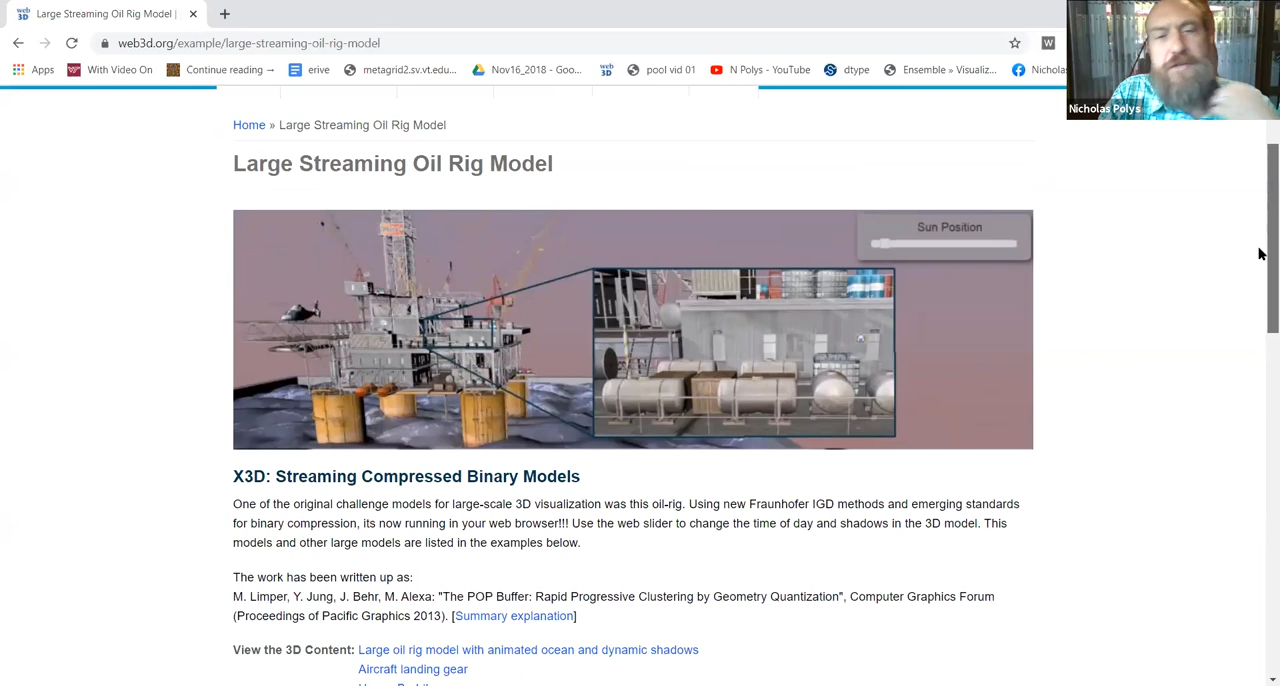 Large Streaming Oil Rig Model |
web3d.org/example/large-streaming-oil-rig-model
Apps
With Video On
Continue reading →
erive
metagrid2.sv.vt.edu...
Nov16_2018 - Goo...
pool vid 01
N Polys - YouTube
dtype
Ensemble » Visualiz...
Nichola
Nicholas Polys
Home » Large Streaming Oil Rig Model
Large Streaming Oil Rig Model
Sun Position
X3D: Streaming Compressed Binary Models
One of the original challenge models for large-scale 3D visualization was this oil-rig. Using new Fraunhofer IGD methods and emerging standards
for binary compression, its now running in your web browser!!! Use the web slider to change the time of day and shadows in the 3D model. This
models and other large models are listed in the examples below.
The work has been written up as:
M. Limper, Y. Jung, J. Behr, M. Alexa: "The POP Buffer: Rapid Progressive Clustering by Geometry Quantization", Computer Graphics Forum
(Proceedings of Pacific Graphics 2013). [Summary explanation]
View the 3D Content: Large oil rig model with animated ocean and dynamic shadows
Aircraft landing gear